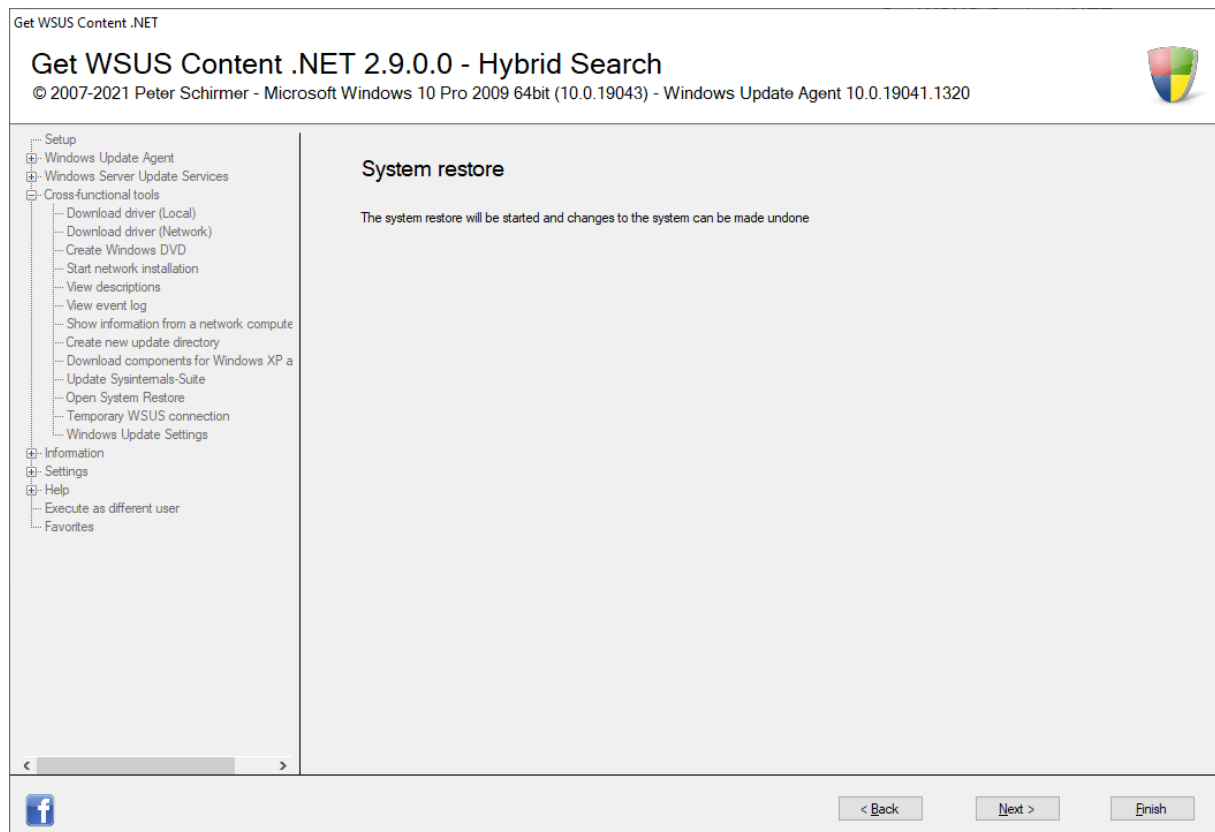 Get WSUS Content .NET
Get WSUS Content .NET 2.9.0.0 - Hybrid Search
© 2007-2021 Peter Schirmer - Microsoft Windows 10 Pro 2009 64bit (10.0.19043) - Windows Update Agent 10.0.19041.1320
Setup
Windows Update Agent
Windows Server Update Services
Cross-functional tools
Download driver (Local)
Download driver (Network)
Create Windows DVD
Start network installation
View descriptions
View event log
Show information from a network compute
Create new update directory
Download components for Windows XP a
Update Sysinternals-Suite
Open System Restore
Temporary WSUS connection
Windows Update Settings
Information
Settings
Help
Execute as different user
Favorites
System restore
The system restore will be started and changes to the system can be made undone
f
< Back
Next >
Finish